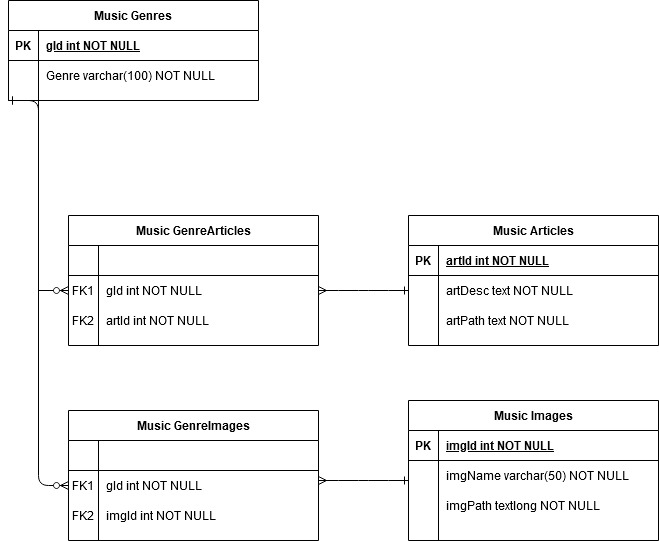 Music Genres
PK gId int NOT NULL
Genre varchar(100) NOT NULL
Music GenreArticles
FK1 gId int NOT NULL
FK2 artId int NOT NULL
Music Articles
PK artId int NOT NULL
artDesc text NOT NULL
artPath text NOT NULL
Music GenreImages
FK1 gId int NOT NULL
FK2 imgId int NOT NULL
Music Images
PK imgId int NOT NULL
imgName varchar(50) NOT NULL
imgPath textlong NOT NULL